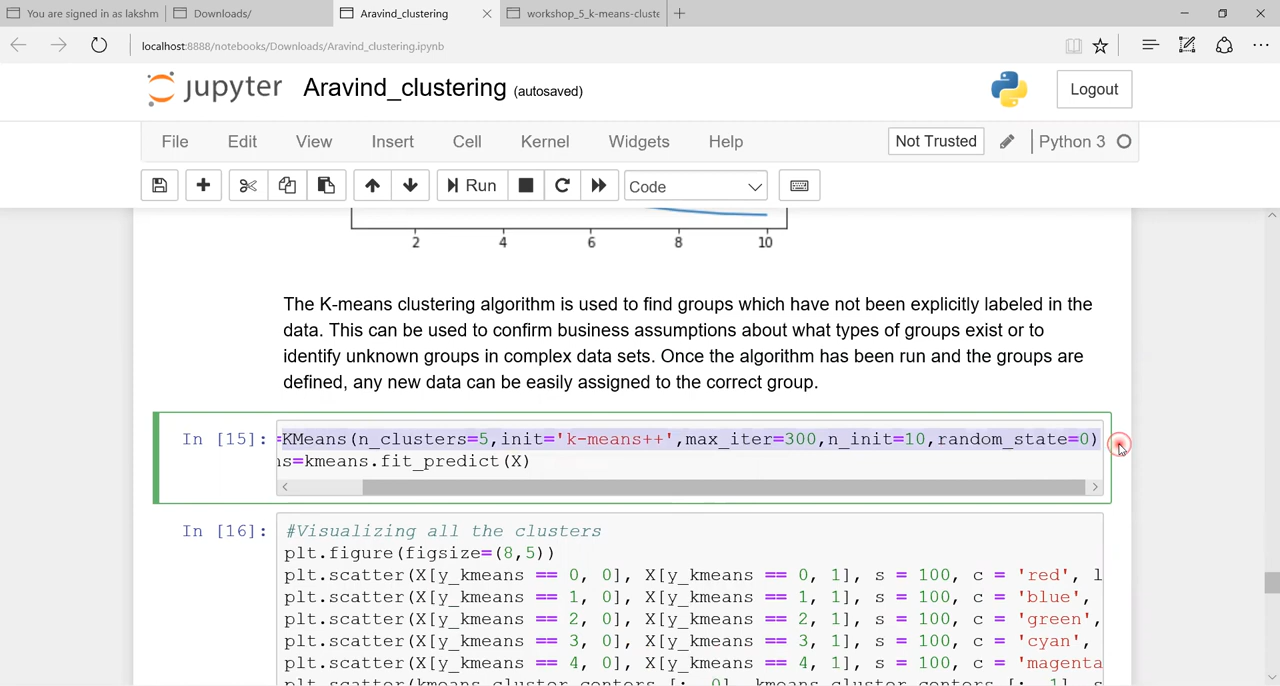 You are signed in as lakshm
Downloads/
Aravind_clustering
workshop_5_k-means-cluste
localhost:8888/notebooks/Downloads/Aravind_clustering.ipynb
jupyter Aravind_clustering (autosaved)
Logout
File Edit View Insert Cell Kernel Widgets Help Not Trusted Python 3
Run Code
2 4 6 8 10
The K-means clustering algorithm is used to find groups which have not been explicitly labeled in the
data. This can be used to confirm business assumptions about what types of groups exist or to
identify unknown groups in complex data sets. Once the algorithm has been run and the groups are
defined, any new data can be easily assigned to the correct group.
In [15]: =KMeans(n_clusters=5,init='k-means++',max_iter=300,n_init=10,random_state=0)
ns=kmeans.fit_predict(X)
In [16]: #Visualizing all the clusters
plt.figure(figsize=(8,5))
plt.scatter(X[y_kmeans == 0, 0], X[y_kmeans == 0, 1], s = 100, c = 'red', l
plt.scatter(X[y_kmeans == 1, 0], X[y_kmeans == 1, 1], s = 100, c = 'blue',
plt.scatter(X[y_kmeans == 2, 0], X[y_kmeans == 2, 1], s = 100, c = 'green',
plt.scatter(X[y_kmeans == 3, 0], X[y_kmeans == 3, 1], s = 100, c = 'cyan',
plt.scatter(X[y_kmeans == 4, 0], X[y_kmeans == 4, 1], s = 100, c = 'magenta
plt.scatter(kmeans.cluster_centers_[:, 0], kmeans.cluster_centers_[:, 1], s